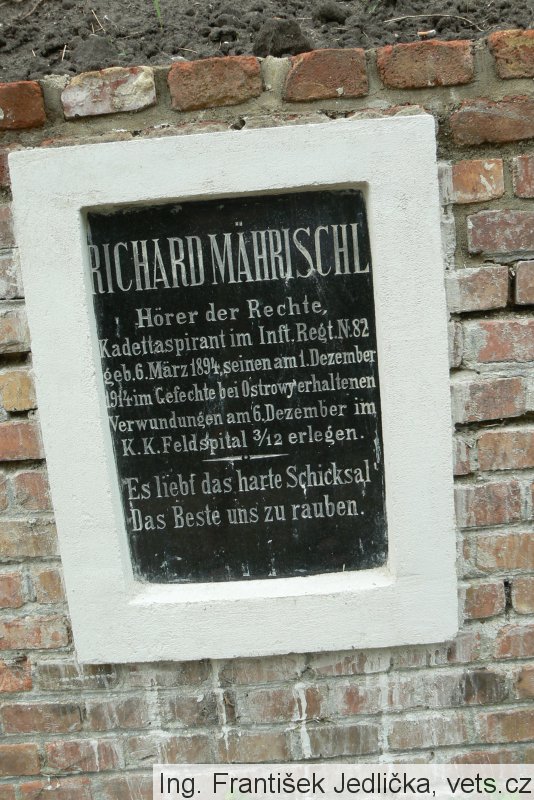 RICHARD MÄHRISCHL
Hörer der Rechte,
Kadettaspirant im Inft. Regt. N. 82
geb. 6. März 1894, seinen am 1. Dezember
1914 im Gefechte bei Ostrowy erhaltenen
Verwundungen am 6. Dezember im
K. K. Feldspital 3/12 erlegen.
Es liebt das harte Schicksal
Das Beste uns zu rauben.
Ing. František Jedlička, vets.cz